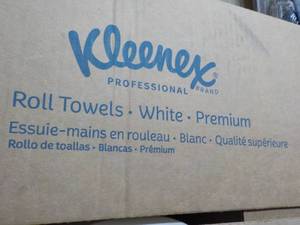 Kleenex®
PROFESSIONAL BRAND
Roll Towels • White • Premium
Essuie-mains en rouleau • Blanc • Qualité supérieure
Rollo de toallas • Blancas • Prémium